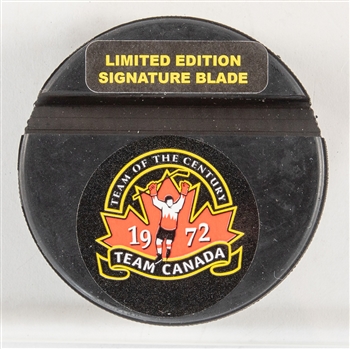 LIMITED EDITION
SIGNATURE BLADE
TEAM OF THE CENTURY
19 72
TEAM CANADA